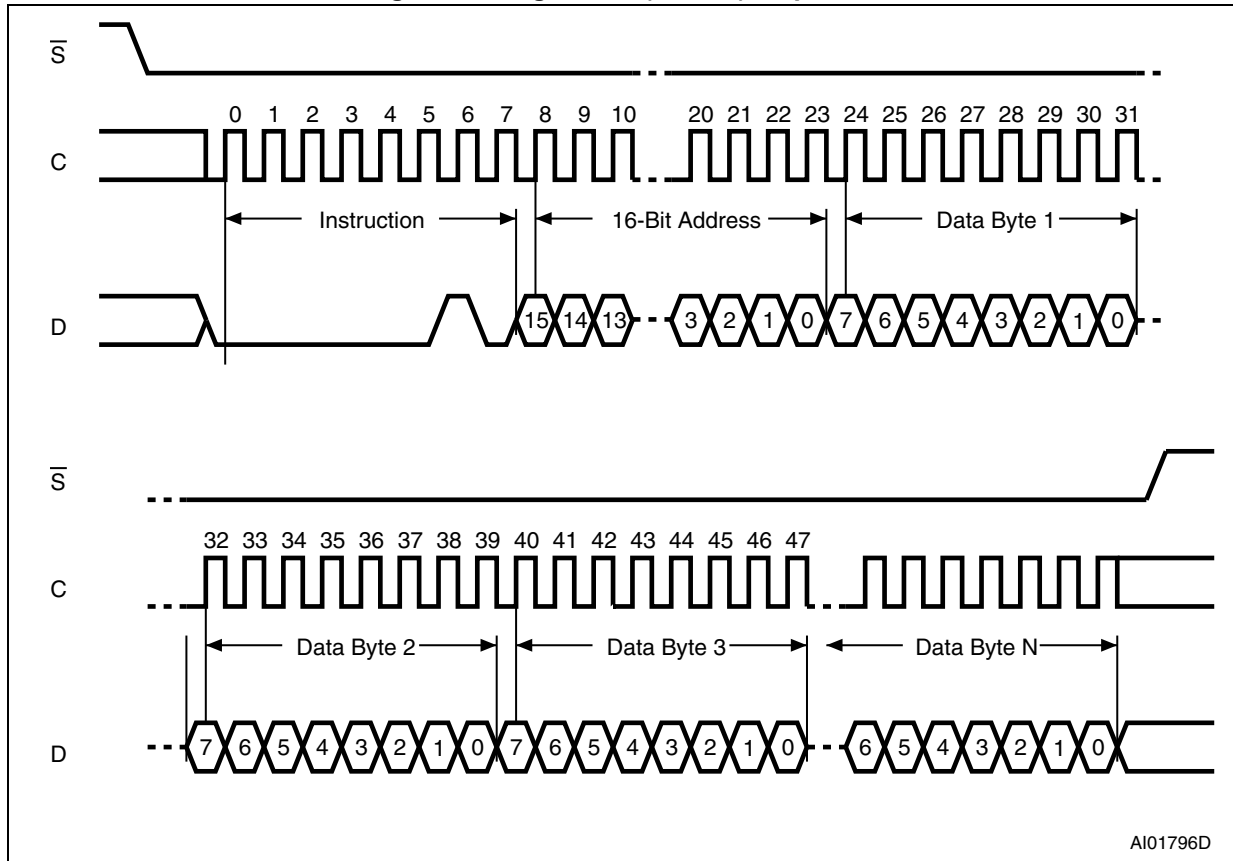 S
0 1 2 3 4 5 6 7 8 9 10 20 21 22 23 24 25 26 27 28 29 30 31
C
Instruction 16-Bit Address Data Byte 1
D 15 14 13 3 2 1 0 7 6 5 4 3 2 1 0
S
32 33 34 35 36 37 38 39 40 41 42 43 44 45 46 47
C
Data Byte 2 Data Byte 3 Data Byte N
D 7 6 5 4 3 2 1 0 7 6 5 4 3 2 1 0 6 5 4 3 2 1 0
AI01796D